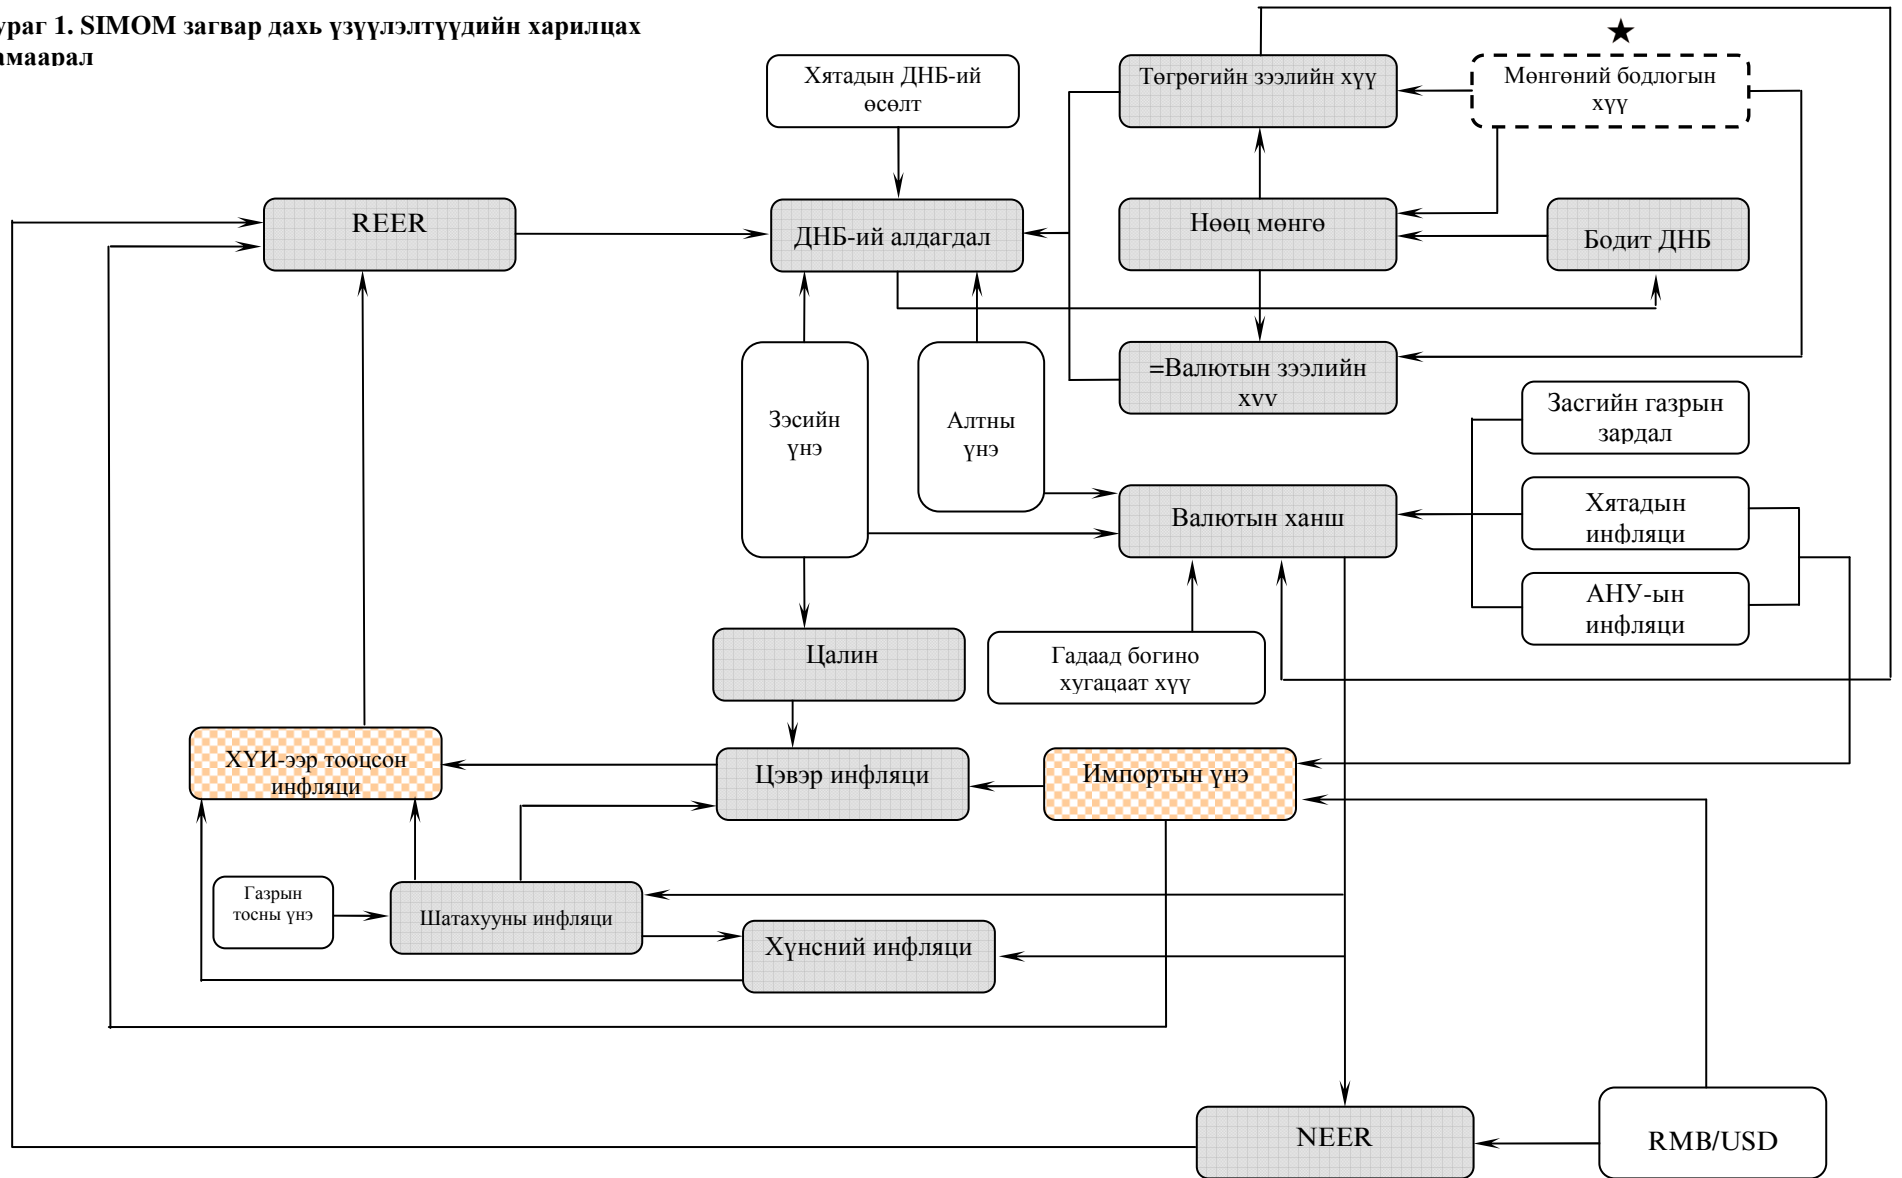 ураг 1. SIMOM загвар дахь үзүүлэлтүүдийн харилцах
амаарал
Хятадын ДНБ-ий
өсөлт
Төгрөгийн зээлийн хүү
Мөнгөний бодлогын
хүү
REER
ДНБ-ий алдагдал
Нөөц мөнгө
Бодит ДНБ
=Валютын зээлийн
хүү
Зэсийн
үнэ
Алтны
үнэ
Засгийн газрын
зардал
Валютын ханш
Хятадын
инфляци
АНУ-ын
инфляци
Цалин
Гадаад богино
хугацаат хүү
ХҮИ-ээр тооцсон
инфляци
Цэвэр инфляци
Импортын үнэ
Газрын
тосны үнэ
Шатахууны инфляци
Хүнсний инфляци
NEER
RMB/USD